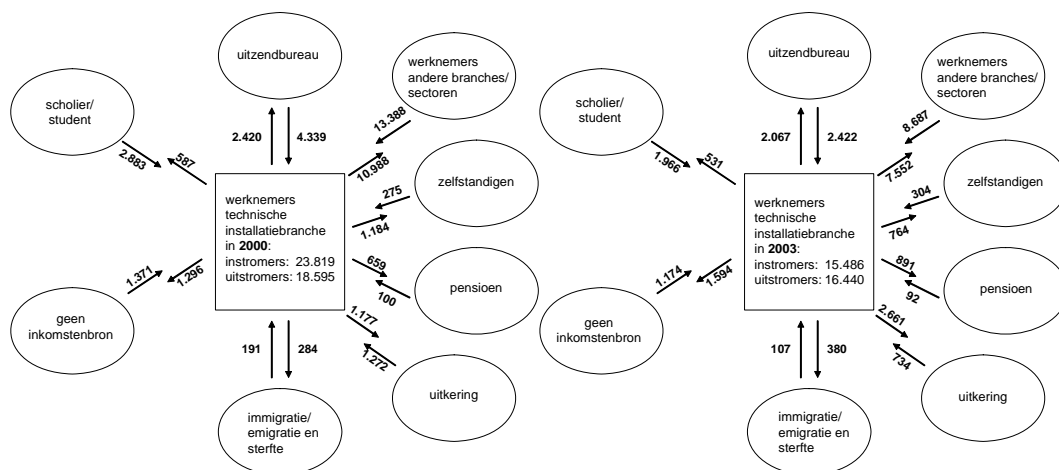 uitzendbureau
werknemers
andere branches/
sectoren
scholier/
student
2.420
4.339
13.388
10.988
2.883
587
werknemers
technische
installatiebranche
in 2000:
instromers: 23.819
uitstromers: 18.595
275
1.184
zelfstandigen
659
100
pensioen
1.371
1.296
geen
inkomstenbron
1.177
1.272
uitkering
191
284
immigratie/
emigratie en
sterfte
uitzendbureau
werknemers
andere branches/
sectoren
scholier/
student
2.067
2.422
8.687
7.552
1.966
531
werknemers
technische
installatiebranche
in 2003:
instromers: 15.486
uitstromers: 16.440
304
764
zelfstandigen
891
92
pensioen
1.174
1.594
geen
inkomstenbron
2.661
734
uitkering
107
380
immigratie/
emigratie en
sterfte